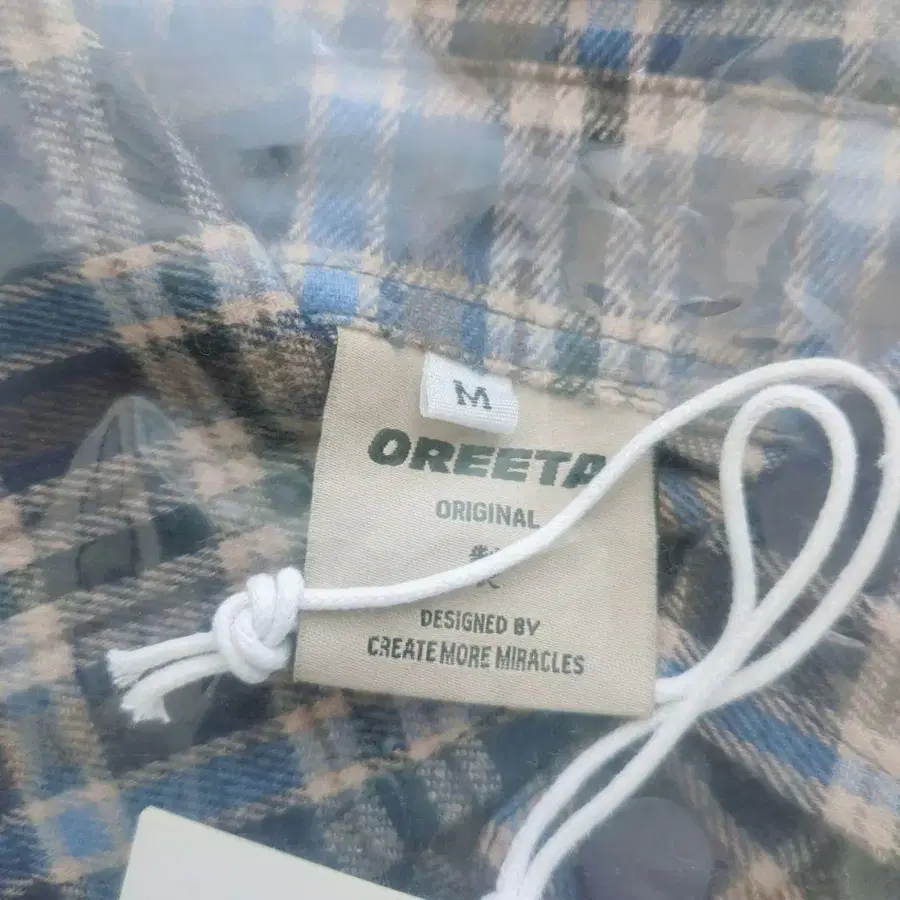 M
OREETA
ORIGINAL
DESIGNED BY
CREATE MORE MIRACLES